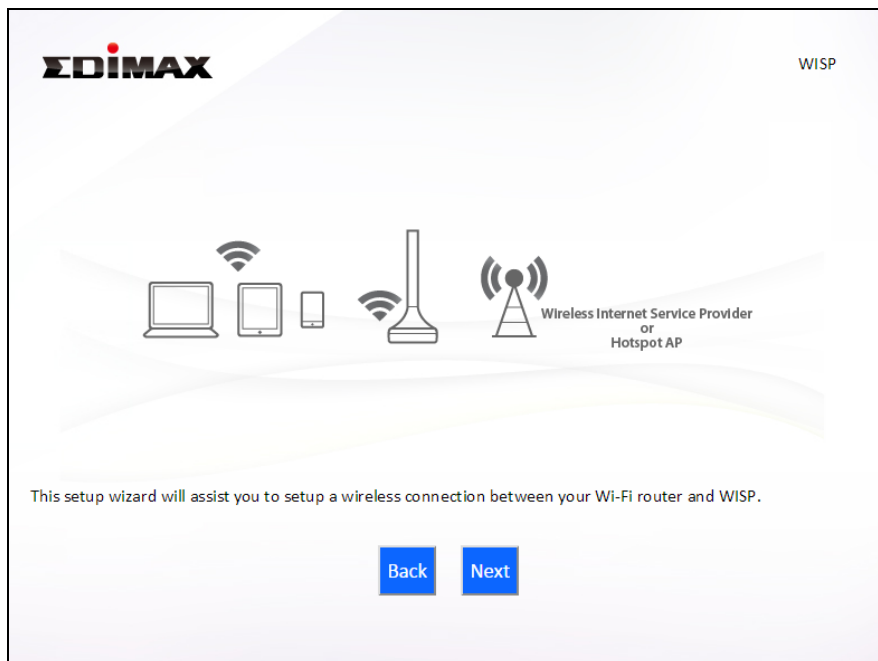 EDIMAX
WISP
Wireless Internet Service Provider
or
Hotspot AP
This setup wizard will assist you to setup a wireless connection between your Wi-Fi router and WISP.
Back
Next